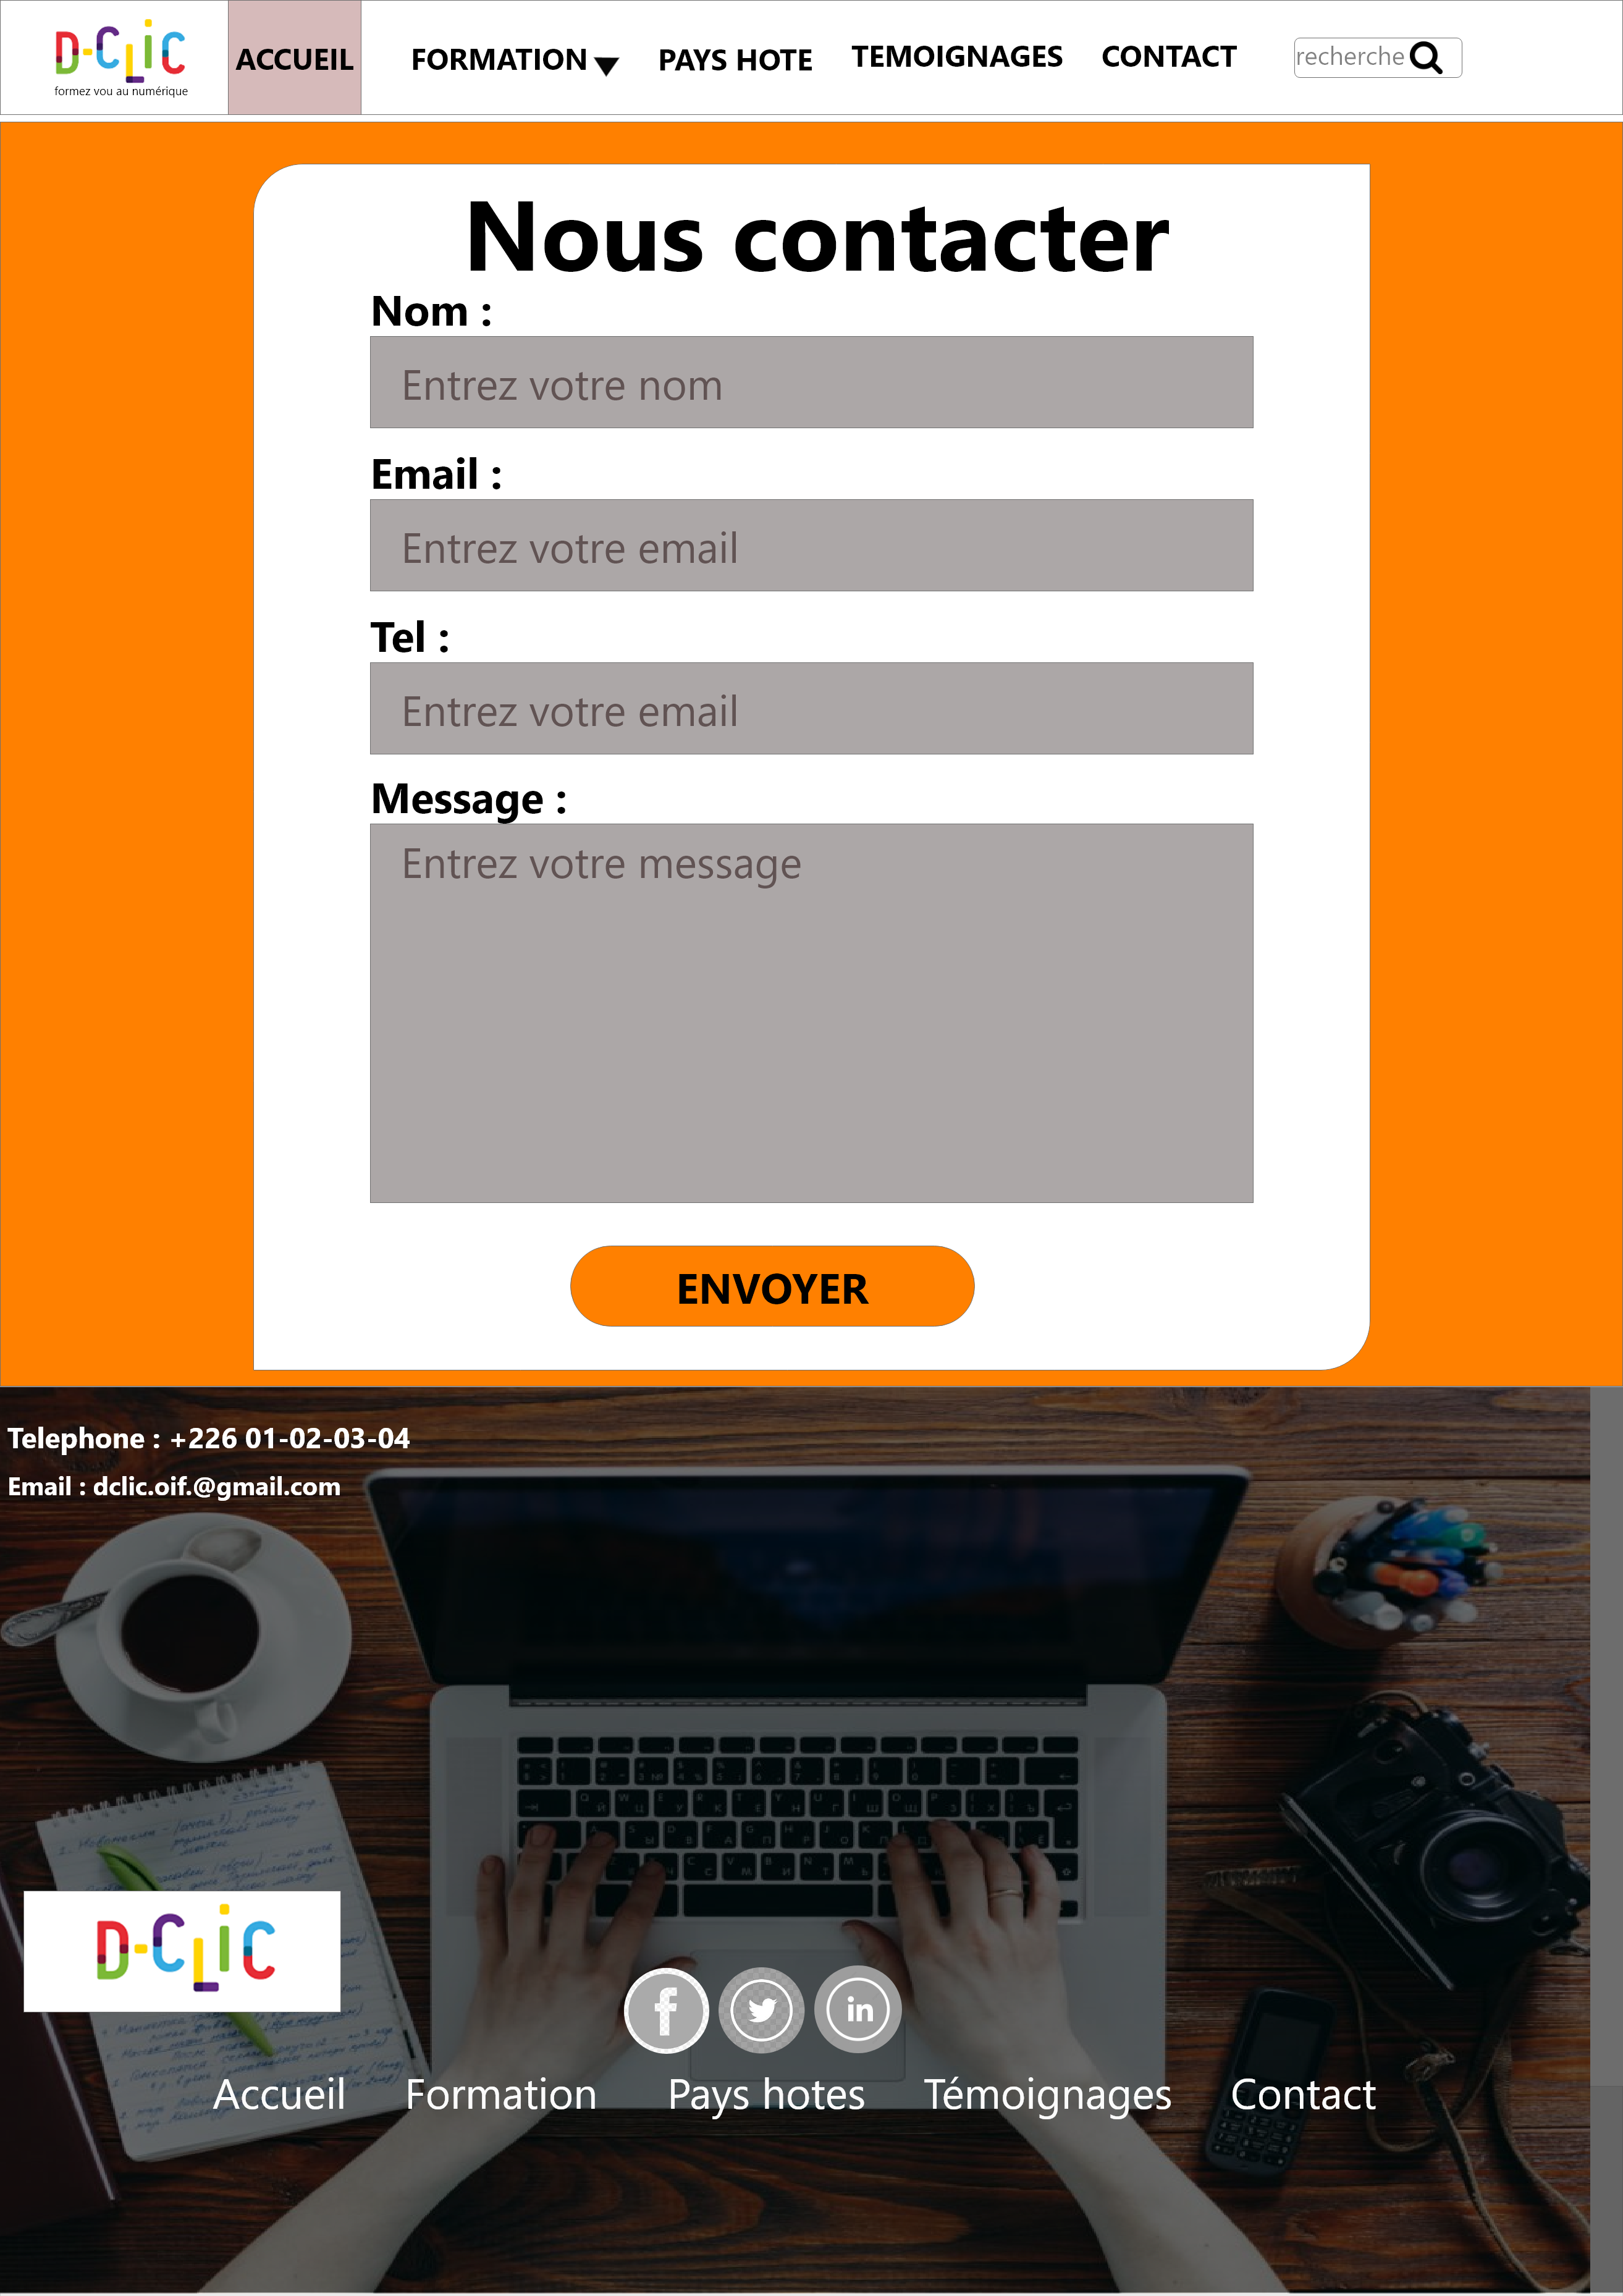 D-CLIC
formez vou au numérique
ACCUEIL FORMATION PAYS HOTE TEMOIGNAGES CONTACT recherche
Nous contacter
Nom :
Entrez votre nom
Email :
Entrez votre email
Tel :
Entrez votre email
Message :
Entrez votre message
ENVOYER
Telephone : +226 01-02-03-04
Email : dclic.oif.@gmail.com
D-CLIC
f in
Accueil Formation Pays hotes Témoignages Contact